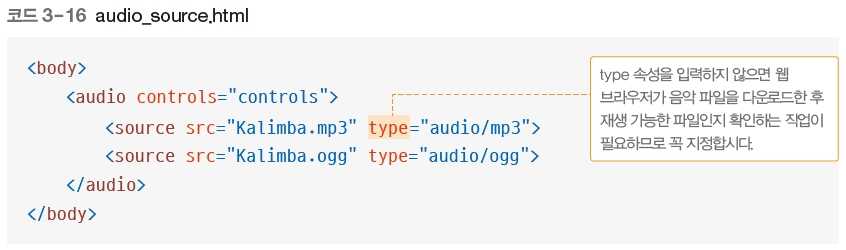 코드 3-16 audio_source.html
<body>
<audio controls="controls">
<source src="Kalimba.mp3" type="audio/mp3">
<source src="Kalimba.ogg" type="audio/ogg">
</audio>
</body>
type 속성을 입력하지 않으면 웹
브라우저가 음악 파일을 다운로드한 후
재생 가능한 파일인지 확인하는 작업이
필요하므로 꼭 지정합시다.